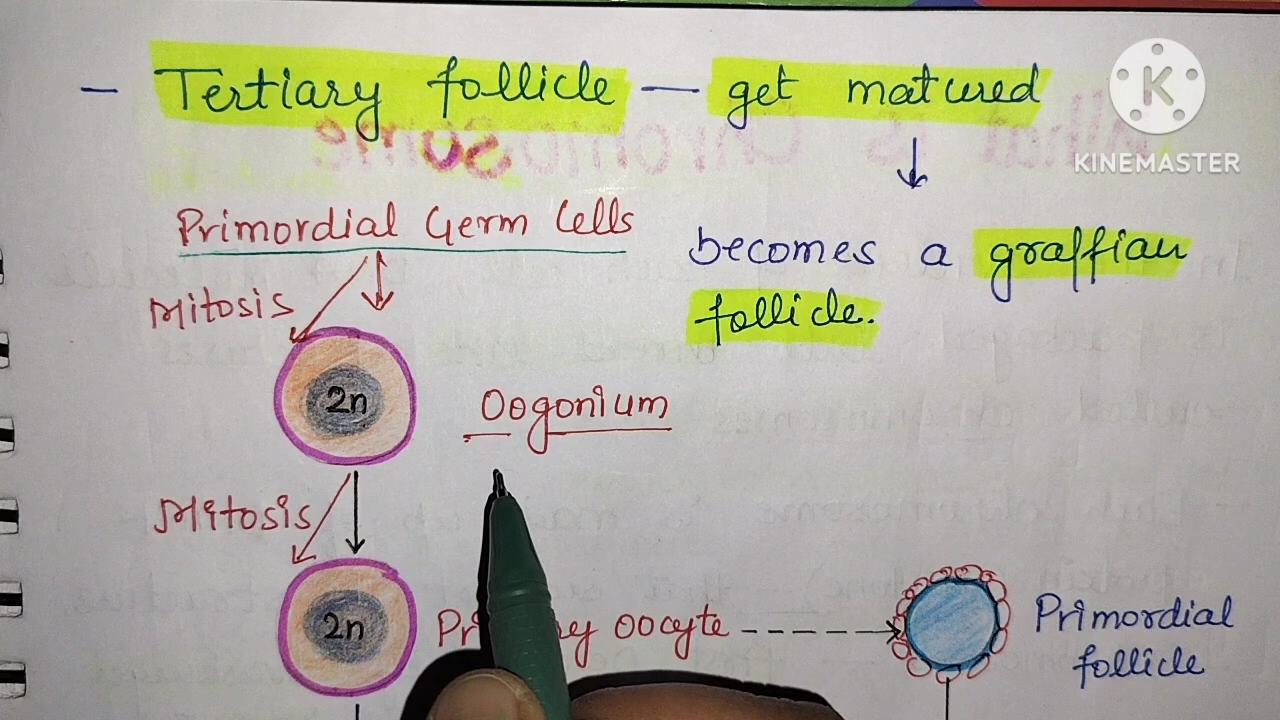 - Tertiary follicle - get matured
K
KINEMASTER
Primordial Germ Cells
becomes a graffian
follicle.
Mitosis
2n
Oogonium
Mitosis
2n
oocyte
Primordial
follicle